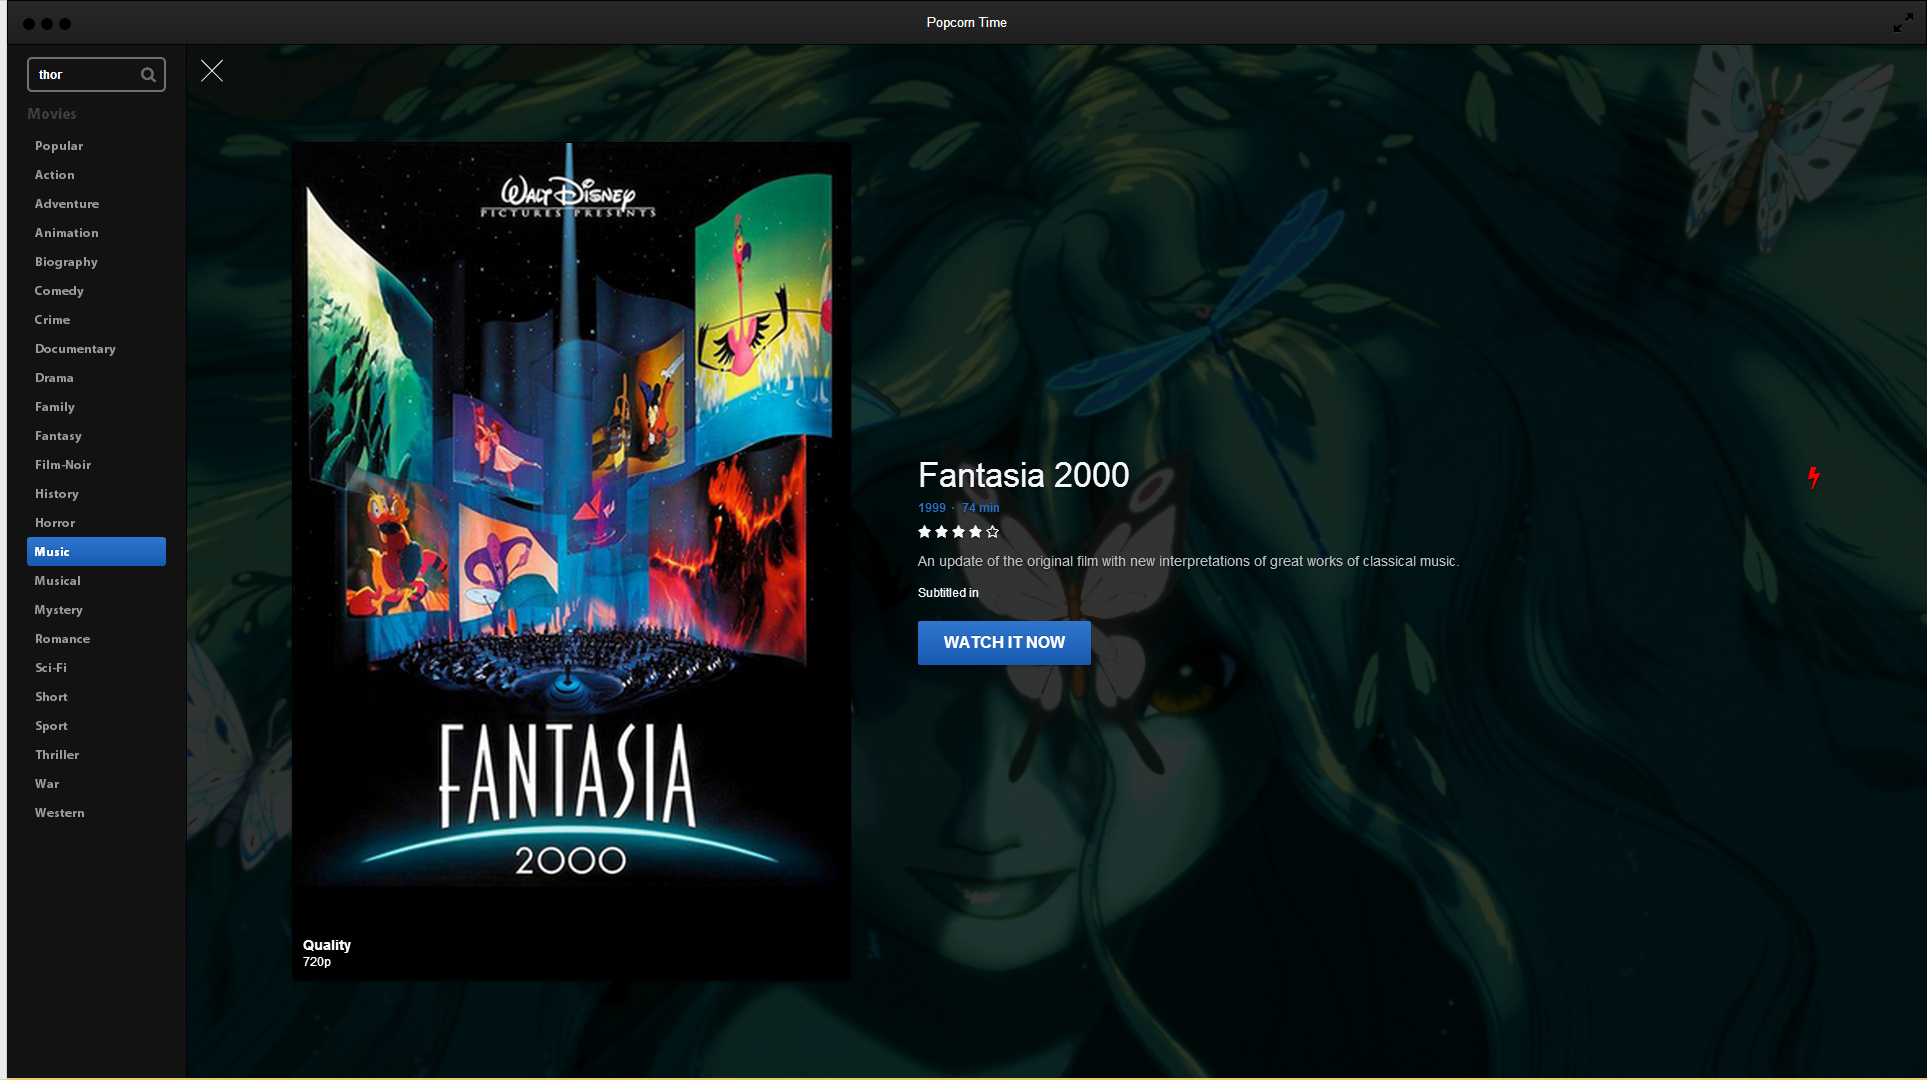 Popcorn Time
thor
Movies
Popular
Action
Adventure
Animation
Biography
Comedy
Crime
Documentary
Drama
Family
Fantasy
Film-Noir
History
Horror
Music
Musical
Mystery
Romance
Sci-Fi
Short
Sport
Thriller
War
Western
WALT DISNEY
PICTURES PRESENTS
FANTASIA
2000
Quality
720p
Fantasia 2000
1999 · 74 min
An update of the original film with new interpretations of great works of classical music.
Subtitled in
WATCH IT NOW